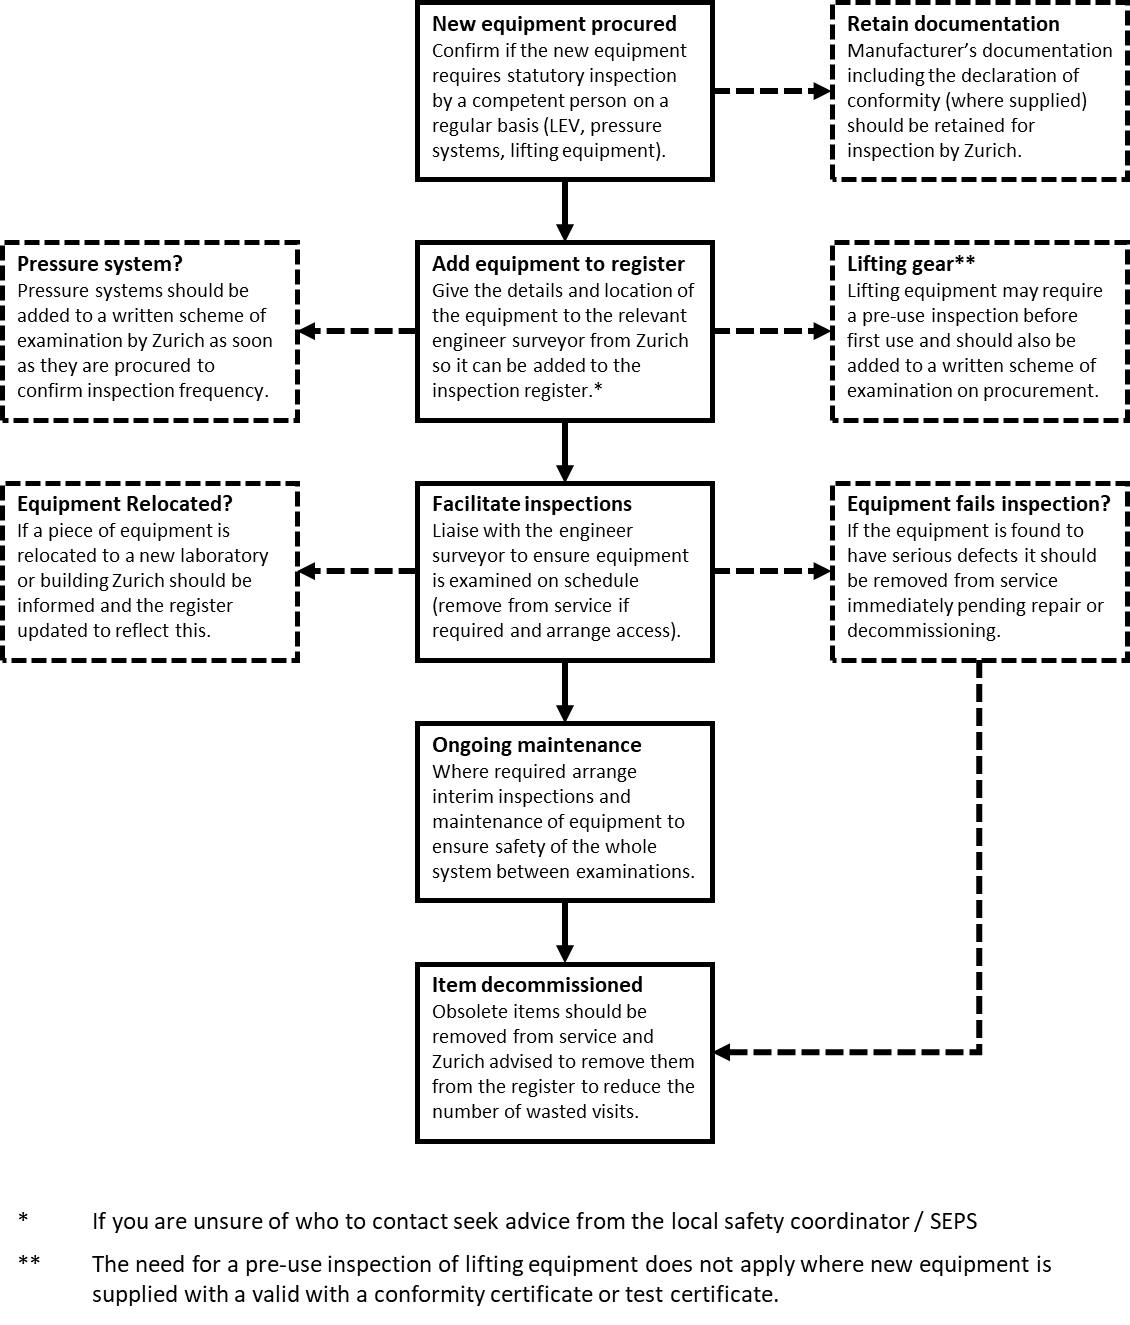 New equipment procured
Confirm if the new equipment
requires statutory inspection
by a competent person on a
regular basis (LEV, pressure
systems, lifting equipment).
Retain documentation
Manufacturer’s documentation
including the declaration of
conformity (where supplied)
should be retained for
inspection by Zurich.
Pressure system?
Pressure systems should be
added to a written scheme of
examination by Zurich as soon
as they are procured to
confirm inspection frequency.
Add equipment to register
Give the details and location of
the equipment to the relevant
engineer surveyor from Zurich
so it can be added to the
inspection register.*
Lifting gear**
Lifting equipment may require
a pre-use inspection before
first use and should also be
added to a written scheme of
examination on procurement.
Equipment Relocated?
If a piece of equipment is
relocated to a new laboratory
or building Zurich should be
informed and the register
updated to reflect this.
Facilitate inspections
Liaise with the engineer
surveyor to ensure equipment
is examined on schedule
(remove from service if
required and arrange access).
Equipment fails inspection?
If the equipment is found to
have serious defects it should
be removed from service
immediately pending repair or
decommissioning.
Ongoing maintenance
Where required arrange
interim inspections and
maintenance of equipment to
ensure safety of the whole
system between examinations.
Item decommissioned
Obsolete items should be
removed from service and
Zurich advised to remove them
from the register to reduce the
number of wasted visits.
* If you are unsure of who to contact seek advice from the local safety coordinator / SEPS
** The need for a pre-use inspection of lifting equipment does not apply where new equipment is
supplied with a valid with a conformity certificate or test certificate.